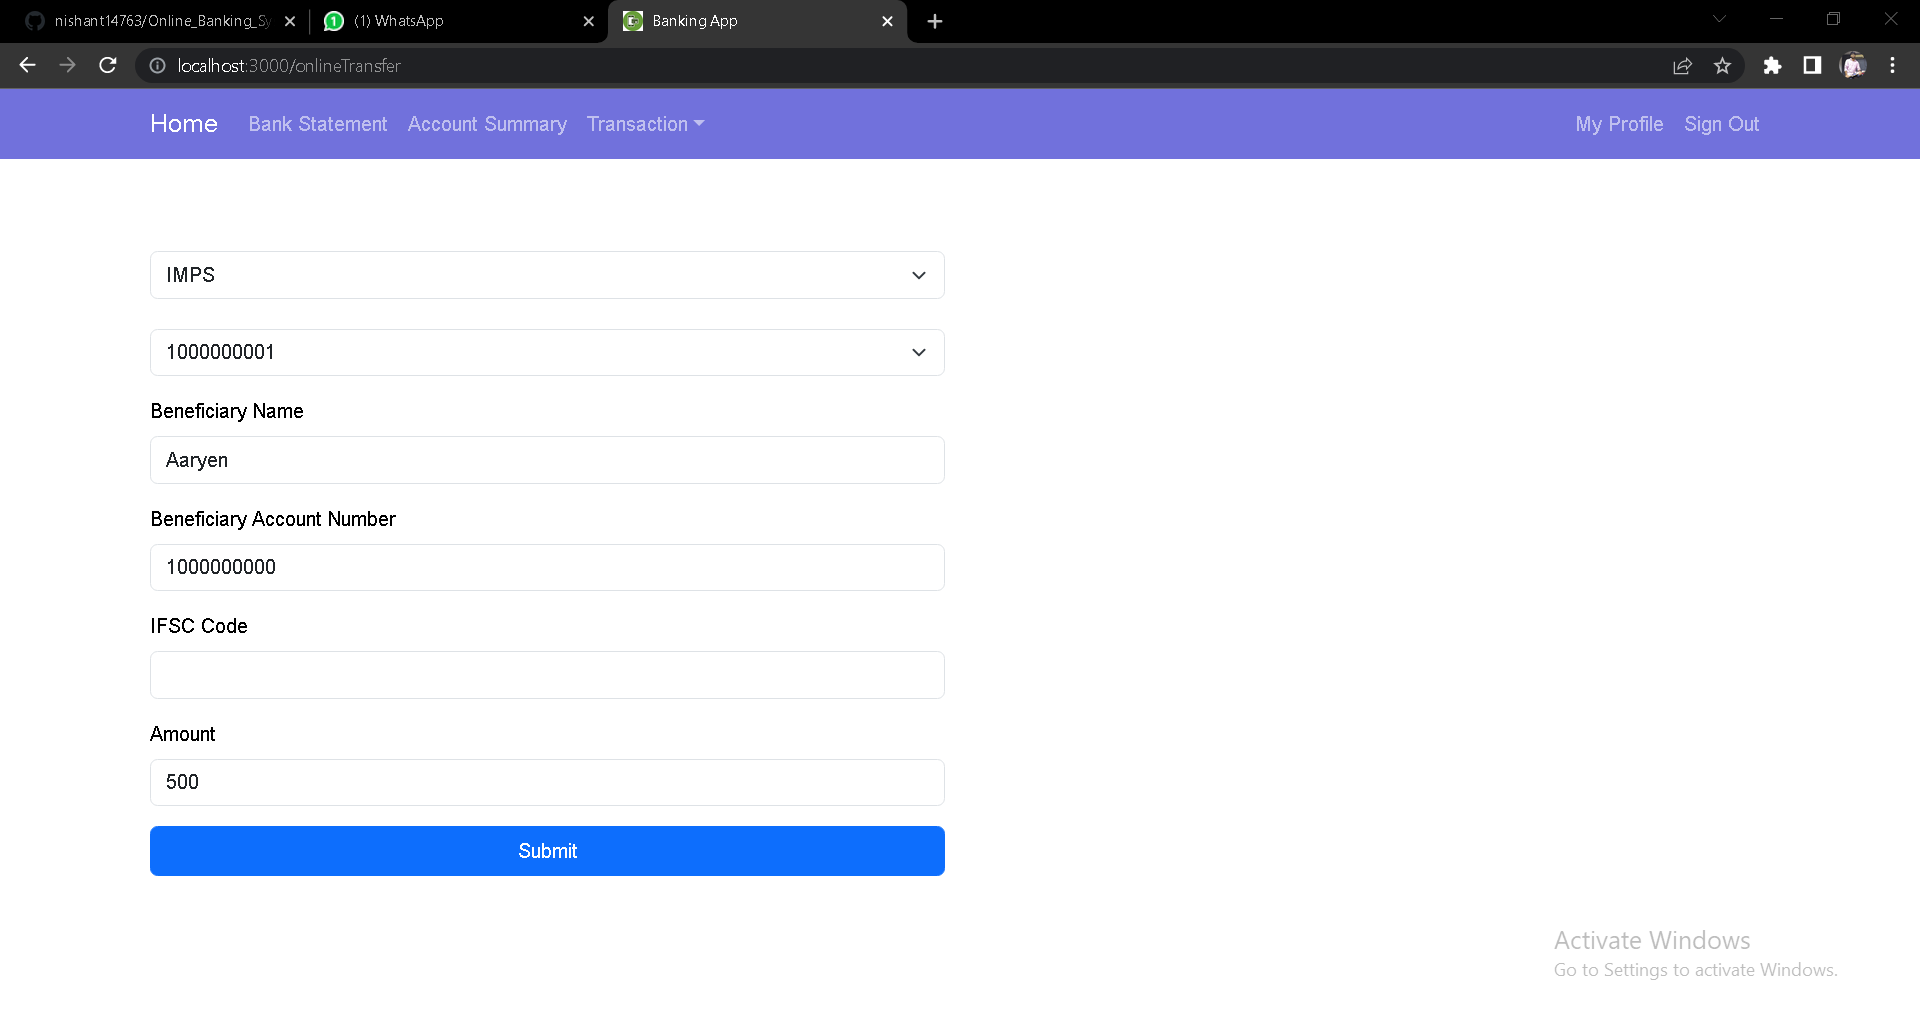 nishant14763/Online_Banking_Sy
(1) WhatsApp
Banking App
localhost:3000/onlineTransfer
Home Bank Statement Account Summary Transaction My Profile Sign Out
IMPS
1000000001
Beneficiary Name
Aaryen
Beneficiary Account Number
1000000000
IFSC Code
Amount
500
Submit
Activate Windows
Go to Settings to activate Windows.